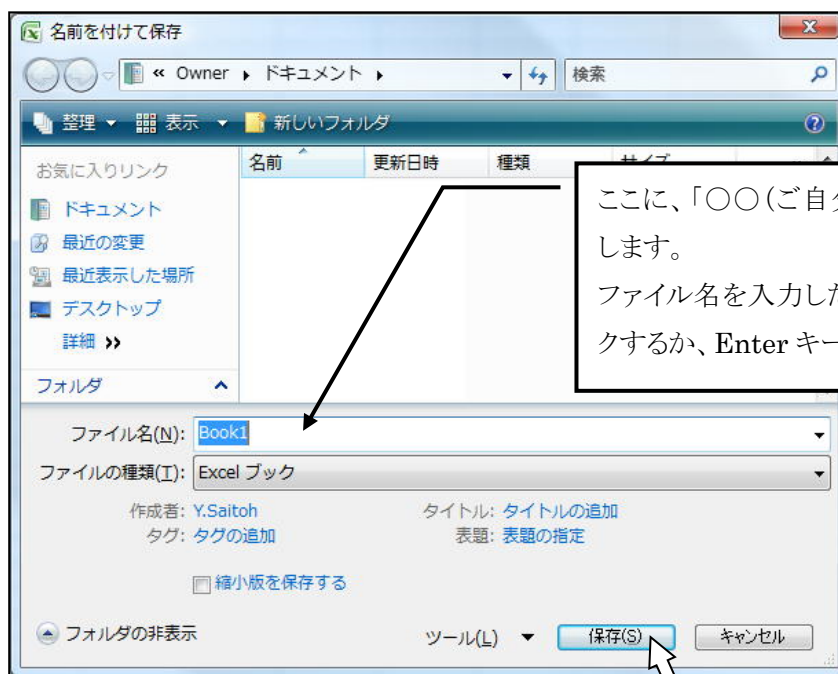 名前を付けて保存
« Owner ▸ ドキュメント ▸ 検索
整理 ▼ 表示 ▼ 新しいフォルダ
お気に入りリンク
ドキュメント
最近の変更
最近表示した場所
デスクトップ
詳細 »
フォルダ
名前 更新日時 種類
ここに、「○○(ご自
します。
ファイル名を入力し
クするか、Enter キー
ファイル名(N): Book1
ファイルの種類(T): Excel ブック
作成者: Y.Saitoh タイトル: タイトルの追加
タグ: タグの追加 表題: 表題の指定
縮小版を保存する
フォルダの非表示 ツール(L) ▼ 保存(S) キャンセル